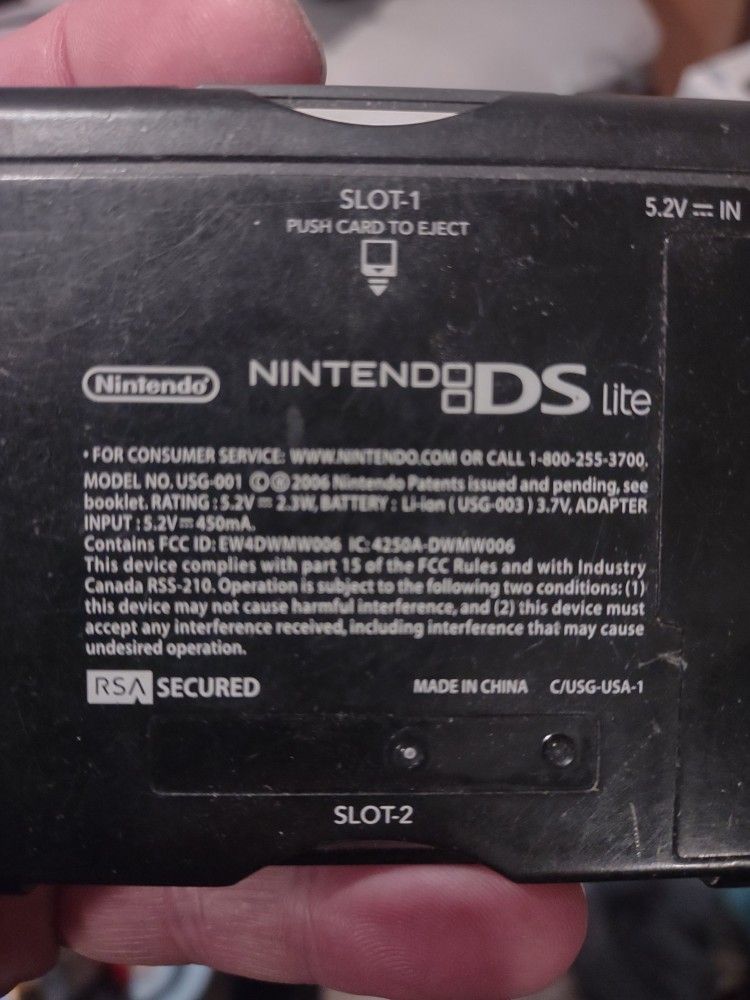 SLOT-1
5.2V ⎓ IN
PUSH CARD TO EJECT
Nintendo NINTENDO DS Lite
• FOR CONSUMER SERVICE: WWW.NINTENDO.COM OR CALL 1-800-255-3700.
MODEL NO. USG-001 Ⓒ Ⓟ 2006 Nintendo Patents issued and pending, see
booklet. RATING : 5.2V ⎓ 2.3W, BATTERY : Li-ion ( USG-003 ) 3.7V, ADAPTER
INPUT : 5.2V ⎓ 450mA.
Contains FCC ID: EW4DWMW006 IC: 4250A-DWMW006
This device complies with part 15 of the FCC Rules and with Industry
Canada RSS-210. Operation is subject to the following two conditions: (1)
this device may not cause harmful interference, and (2) this device must
accept any interference received, including interference that may cause
undesired operation.
RSA SECURED MADE IN CHINA C/USG-USA-1
SLOT-2